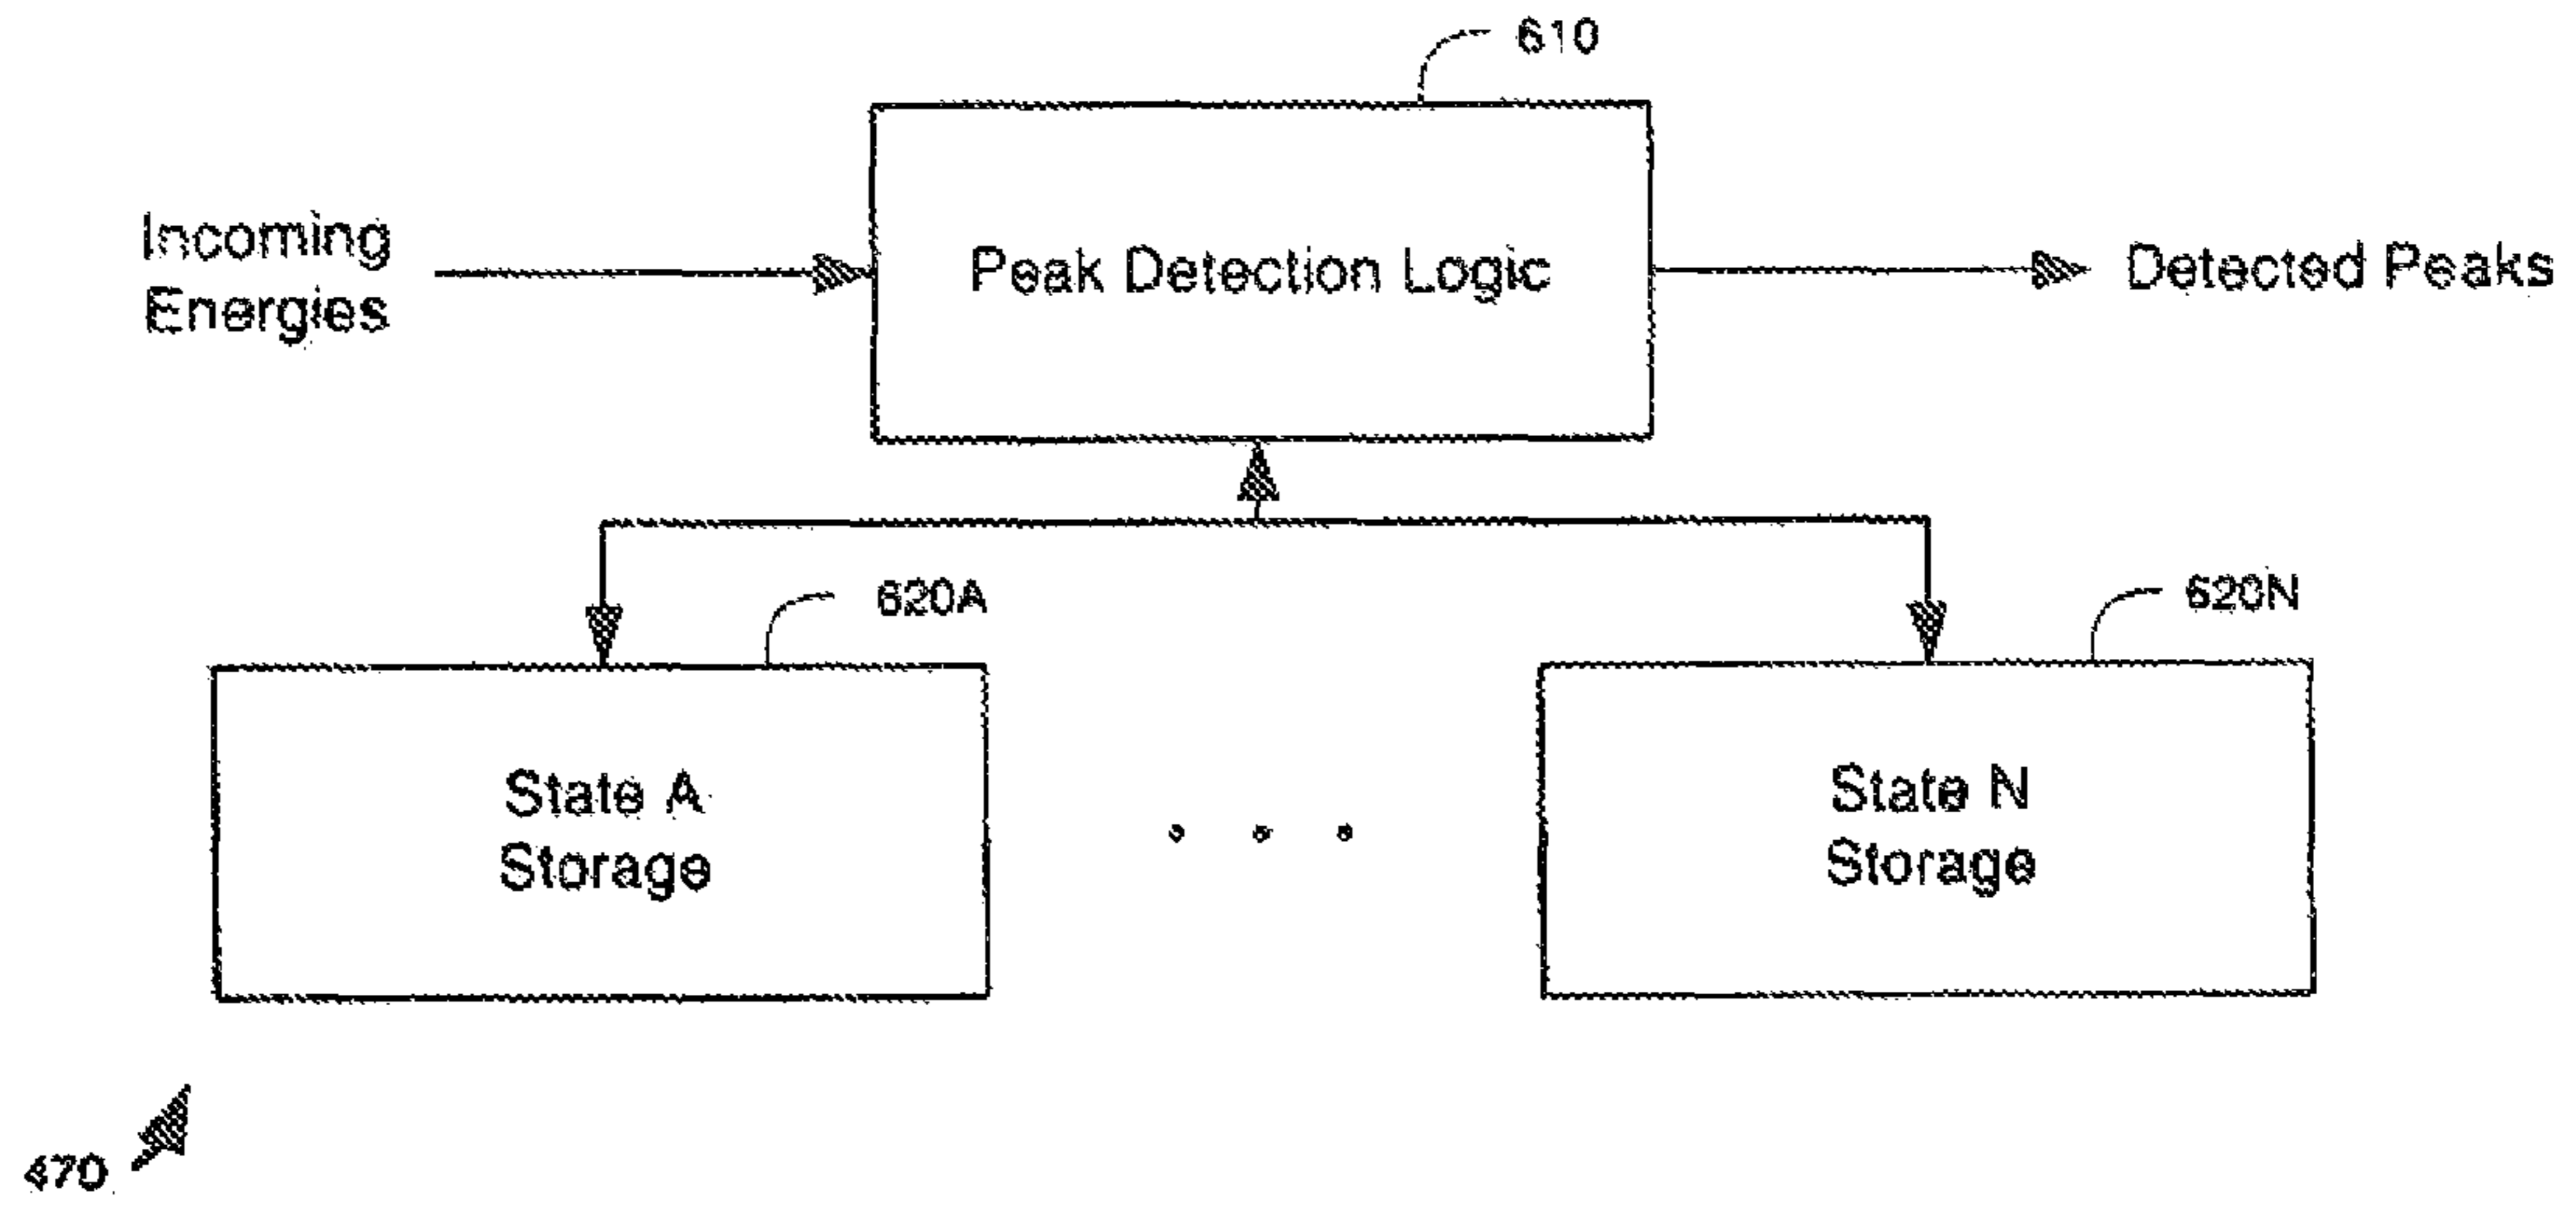 610
Incoming
Energies
Peak Detection Logic
Detected Peaks
620A
620N
State A
Storage
State N
Storage
470